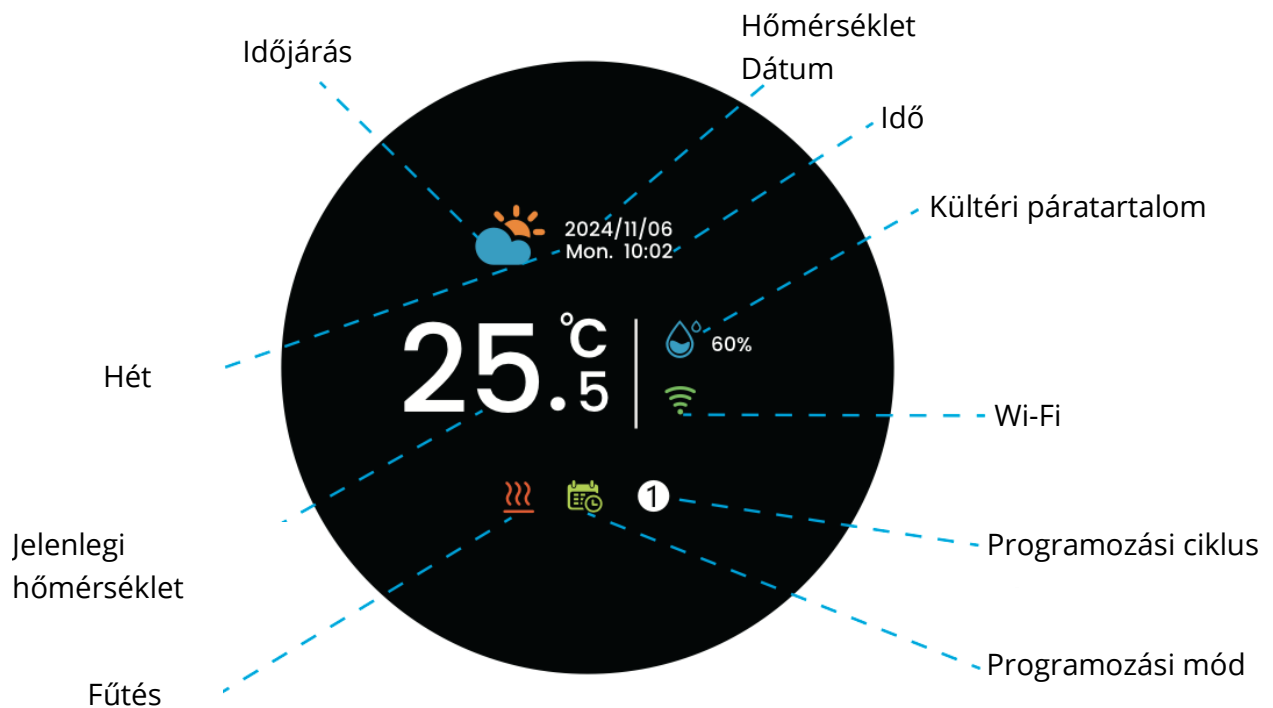 Hőmérséklet
Dátum
Időjárás
Idő
Kültéri páratartalom
2024/11/06
Mon. 10:02
25.5 °C
60%
Hét
Wi-Fi
1
Jelenlegi
hőmérséklet
Programozási ciklus
Programozási mód
Fűtés